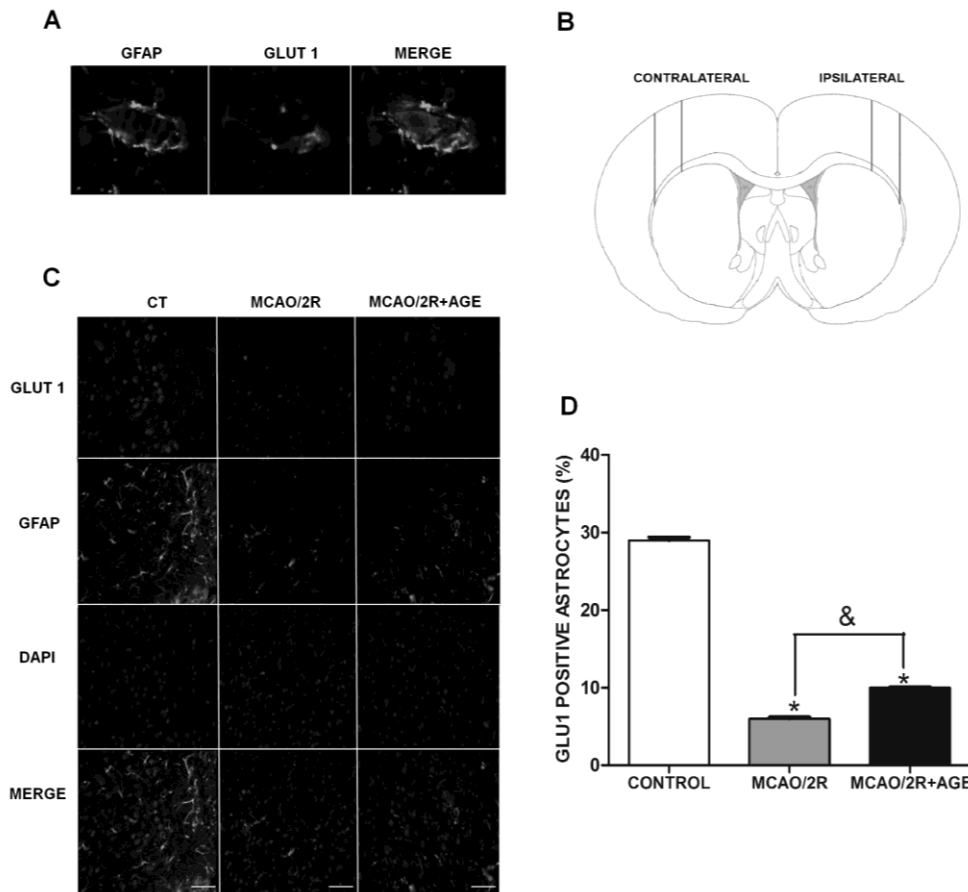 A
GFAP GLUT 1 MERGE
B
CONTRALATERAL IPSILATERAL
C
CT MCAO/2R MCAO/2R+AGE
GLUT 1
GFAP
DAPI
MERGE
D
GLU1 POSITIVE ASTROCYTES (%)
40
30
20
10
0
&
* *
CONTROL MCAO/2R MCAO/2R+AGE